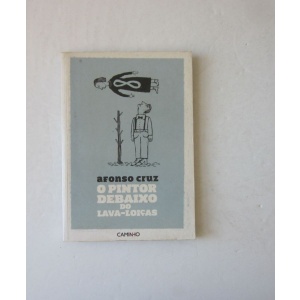 afonso cruz
O PINTOR
DEBAIXO
DO
LAVA-LOIÇAS
CAMINHO